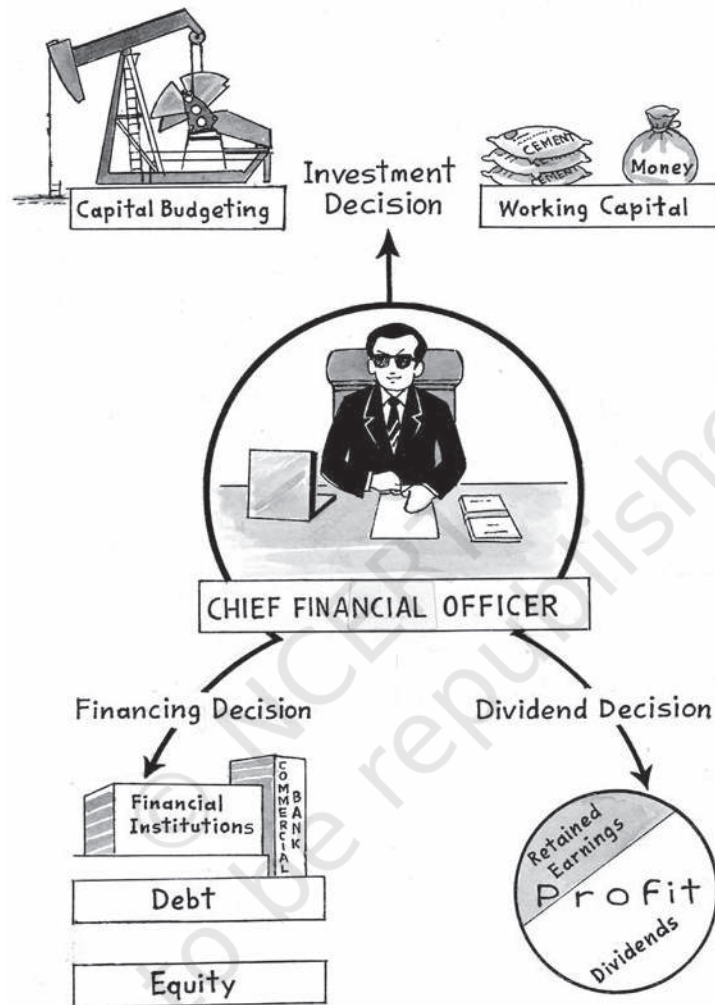 CEMENT
CEMENT
CEMENT
Money
Capital Budgeting
Investment
Decision
Working Capital
CHIEF FINANCIAL OFFICER
Financing Decision
Dividend Decision
Financial
Institutions
COMMERCIAL
BANK
Debt
Equity
Retained
Earnings
Profit
Dividends
© NCERT
to be republished